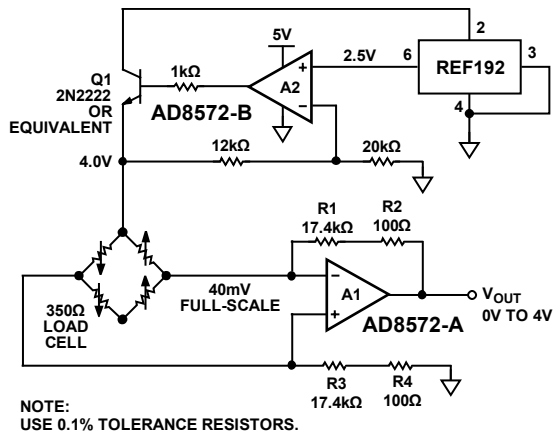 2
6
3
REF192
4
5V
+
A2
−
2.5V
1kΩ
Q1
2N2222
OR
EQUIVALENT
AD8572-B
4.0V
12kΩ
20kΩ
R1
17.4kΩ
R2
100Ω
40mV
FULL-SCALE
−
A1
+
AD8572-A
VOUT
0V TO 4V
350Ω
LOAD
CELL
R3
17.4kΩ
R4
100Ω
NOTE:
USE 0.1% TOLERANCE RESISTORS.